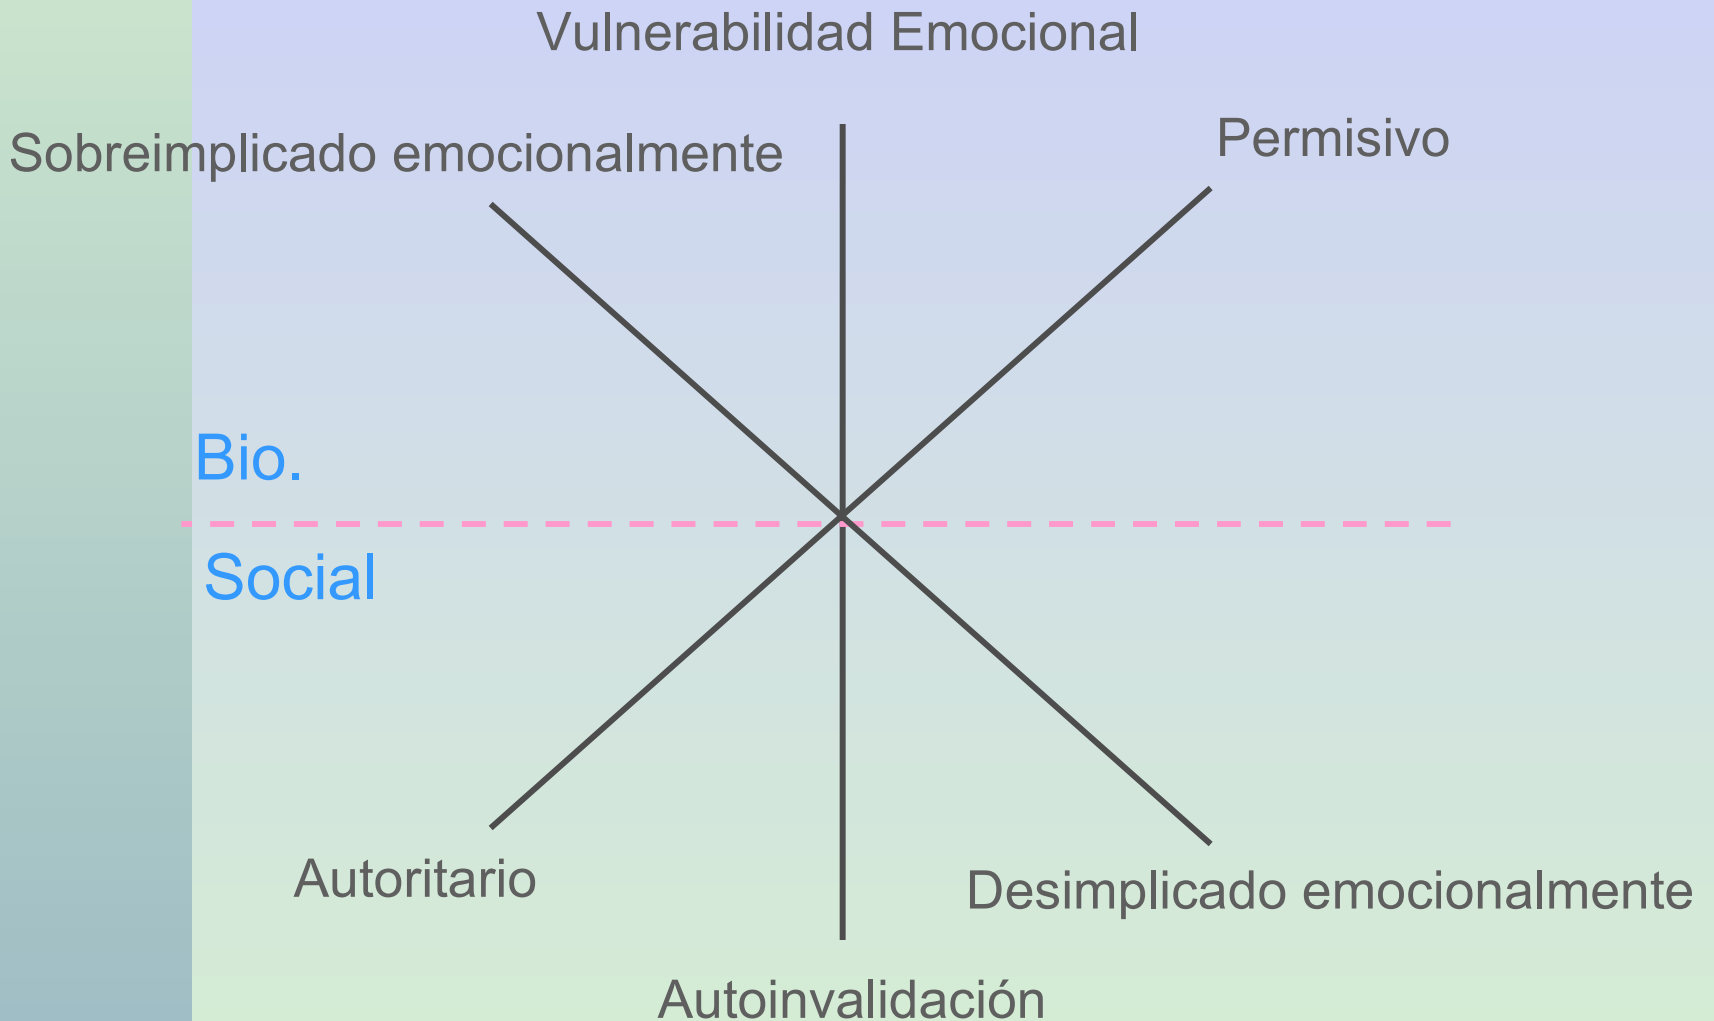 Vulnerabilidad Emocional
Sobreimplicado emocionalmente
Permisivo
Bio.
Social
Autoritario
Desimplicado emocionalmente
Autoinvalidación